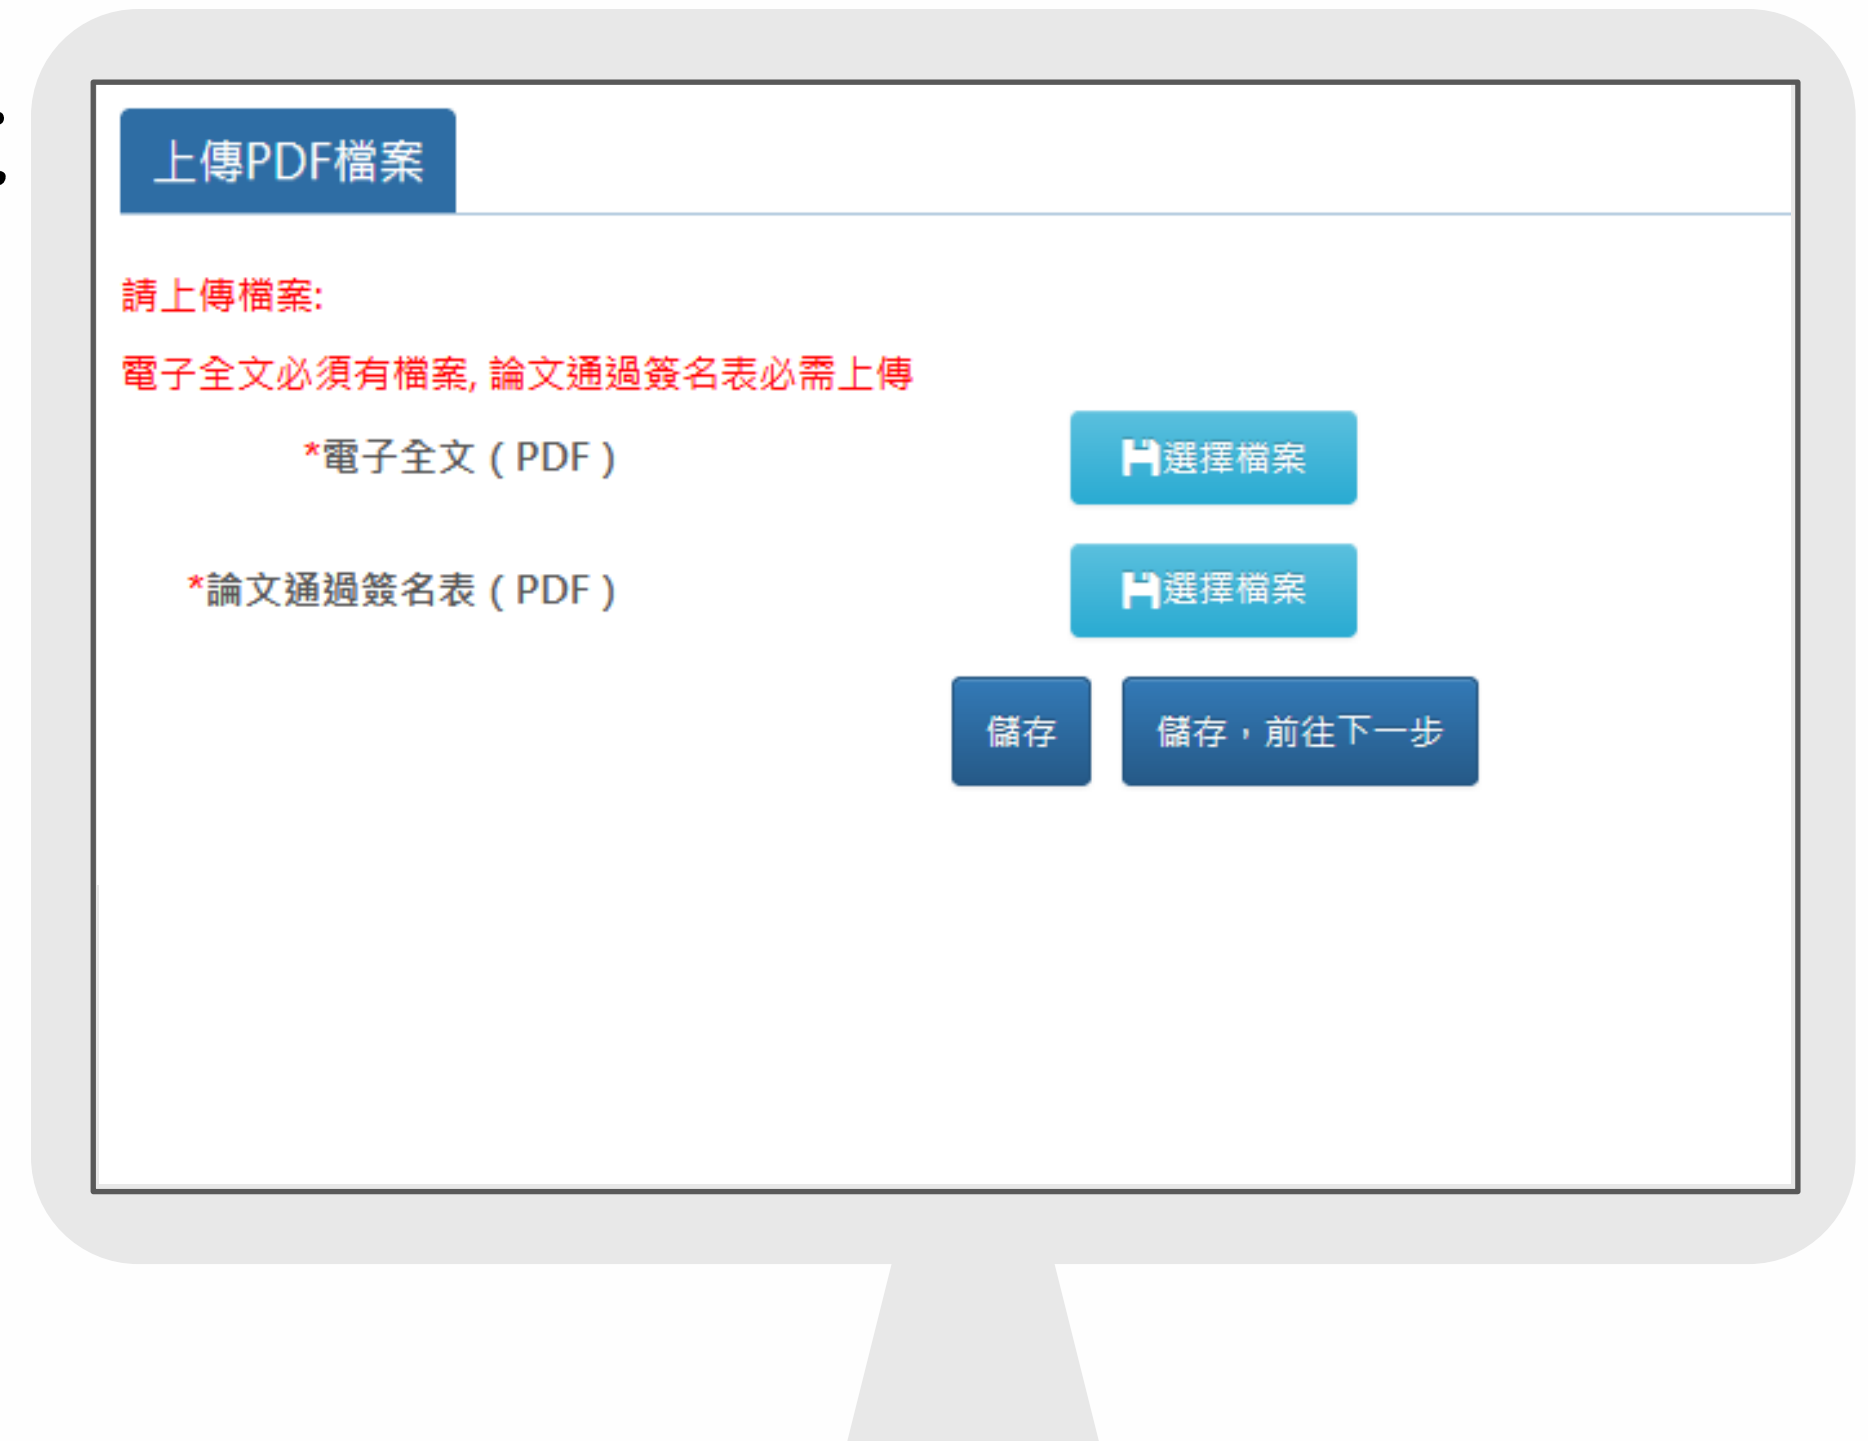 上傳PDF檔案
請上傳檔案:
電子全文必須有檔案, 論文通過簽名表必需上傳
*電子全文 ( PDF )
選擇檔案
*論文通過簽名表 ( PDF )
選擇檔案
儲存
儲存，前往下一步